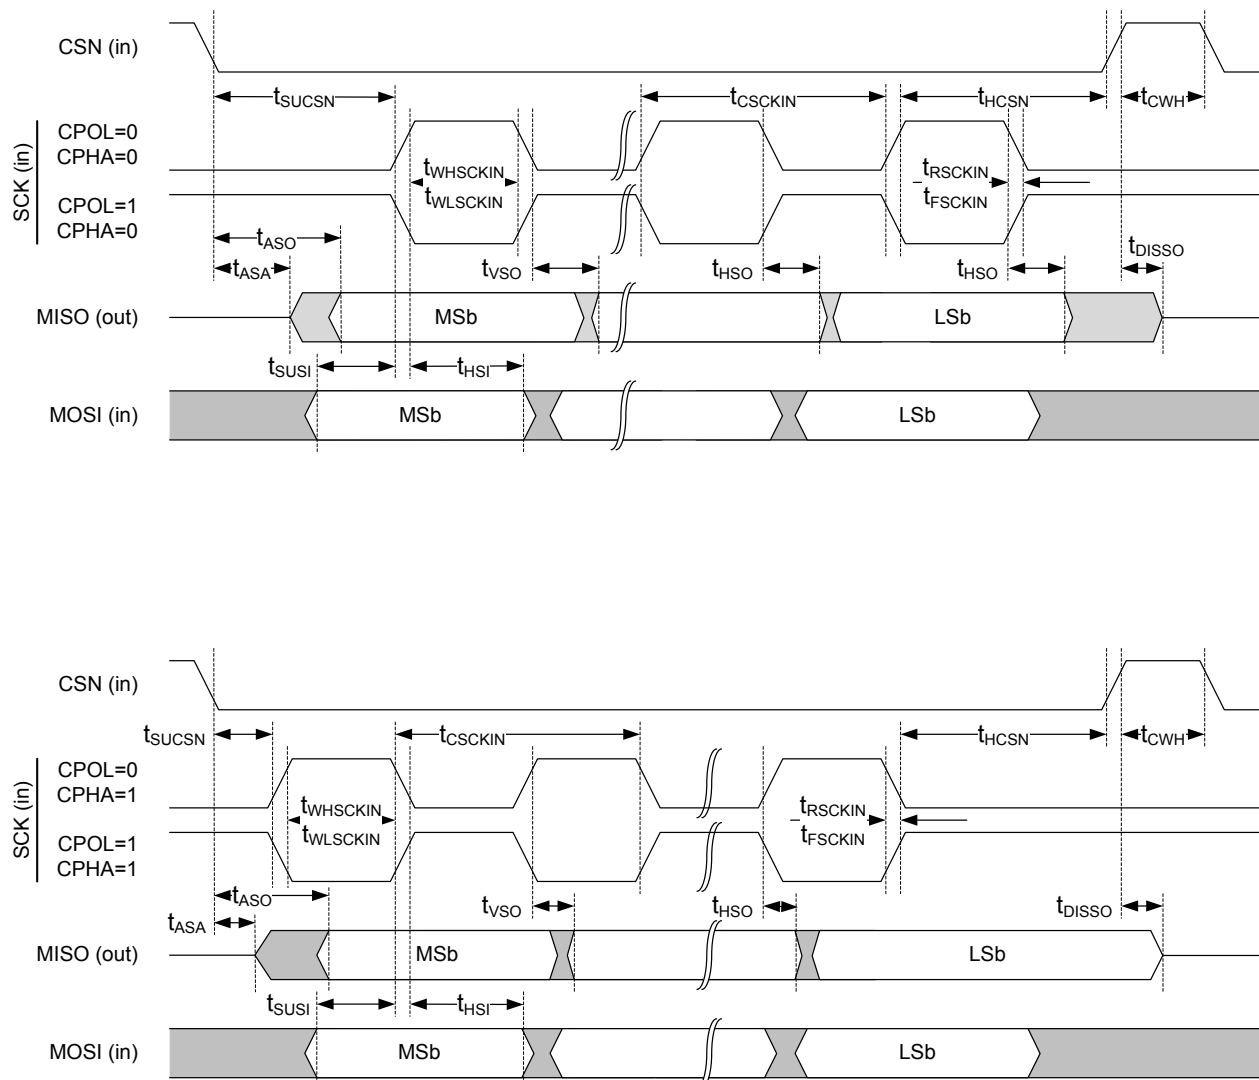 CSN (in)
tSUCSN
tCSCKIN
tHCSN
tCWH
SCK (in)
CPOL=0
CPHA=0
CPOL=1
CPHA=0
tWHSCKIN
tWLSCKIN
tRSCKIN
tFSCKIN
tASO
tASA
tVSO
tHSO
tHSO
tDISSO
MISO (out)
MSb
LSb
tSUSI
tHSI
MOSI (in)
MSb
LSb
CSN (in)
tSUCSN
tCSCKIN
tHCSN
tCWH
SCK (in)
CPOL=0
CPHA=1
CPOL=1
CPHA=1
tWHSCKIN
tWLSCKIN
tRSCKIN
tFSCKIN
tASO
tASA
tVSO
tHSO
tDISSO
MISO (out)
MSb
LSb
tSUSI
tHSI
MOSI (in)
MSb
LSb